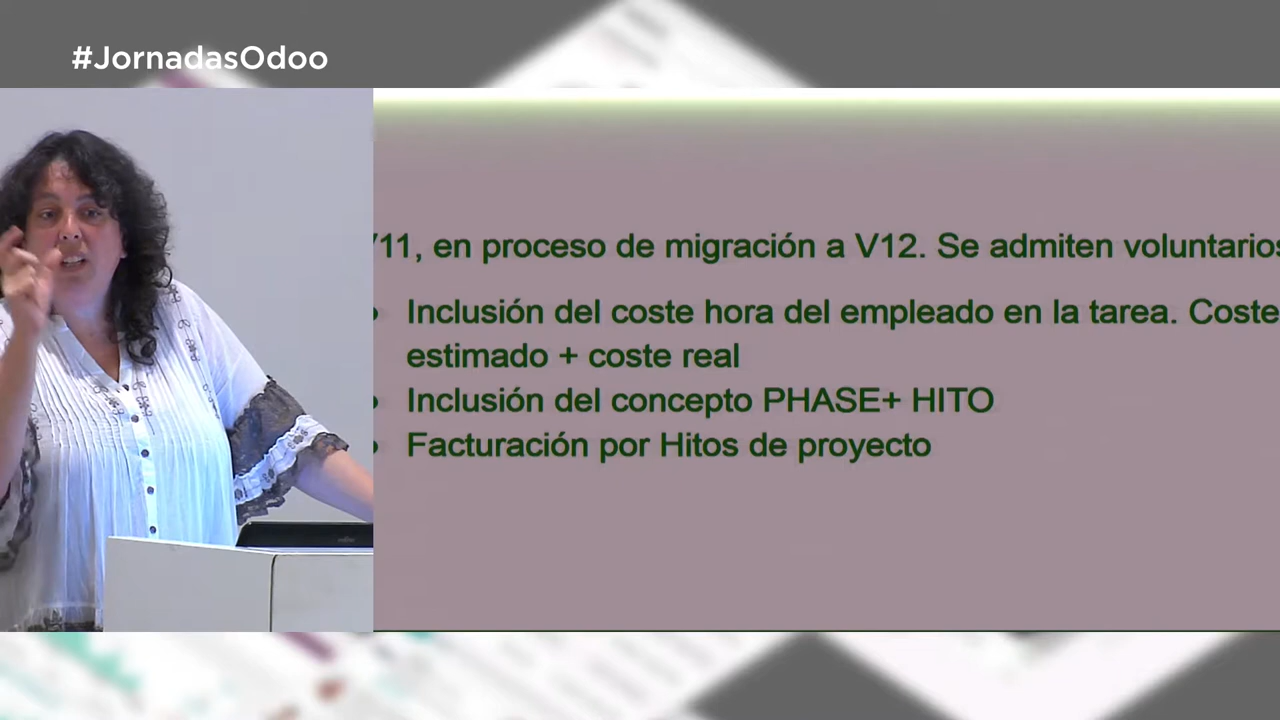 #JornadasOdoo
11, en proceso de migración a V12. Se admiten voluntarios
Inclusión del coste hora del empleado en la tarea. Coste
estimado + coste real
Inclusión del concepto PHASE+ HITO
Facturación por Hitos de proyecto